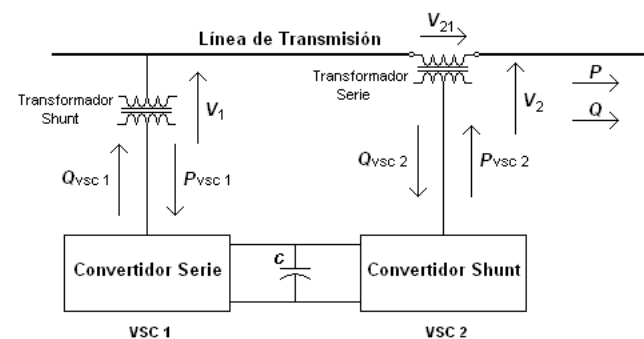 V21
Línea de Transmisión
Transformador
Serie
P
Transformador
Shunt
V1
V2
Q
Qvsc 1
Pvsc 1
Qvsc 2
Pvsc 2
Convertidor Serie
C
Convertidor Shunt
VSC 1
VSC 2